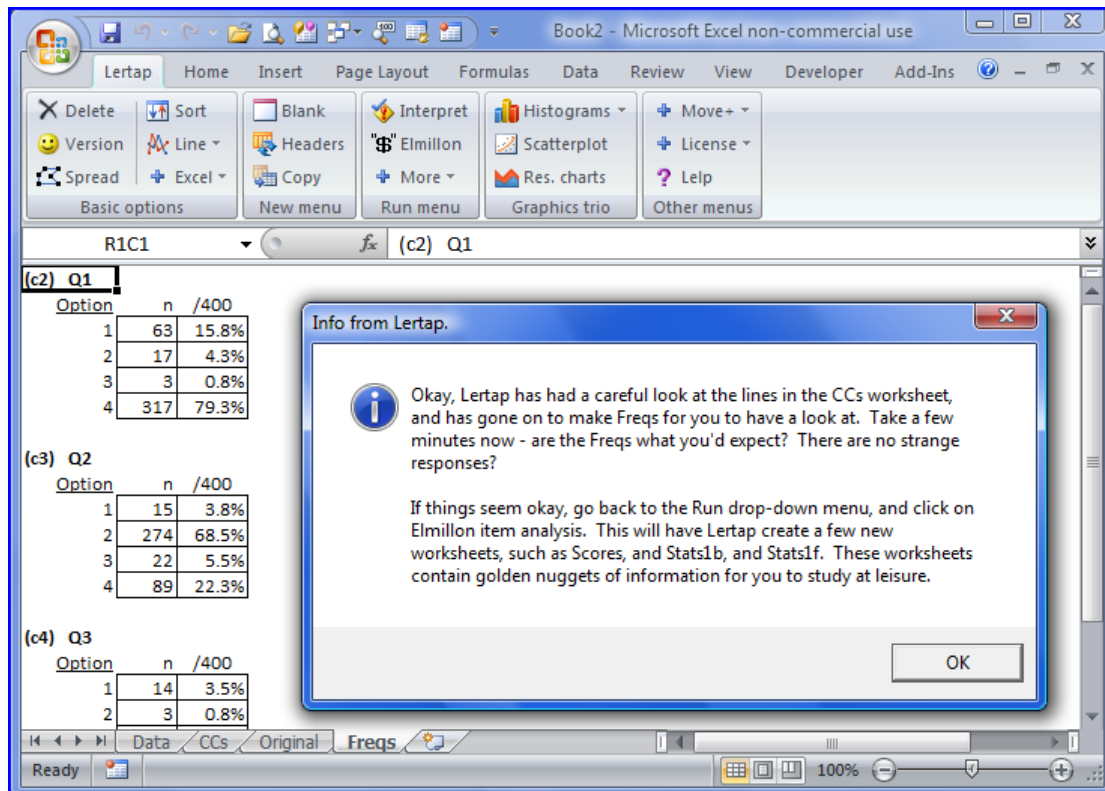 Book2 - Microsoft Excel non-commercial use
Lertap Home Insert Page Layout Formulas Data Review View Developer Add-Ins
Delete Sort Blank Interpret Histograms Move+
Version Line Headers "$" Elmillon Scatterplot License
Spread Excel Copy More Res. charts ? Lelp
Basic options New menu Run menu Graphics trio Other menus
R1C1 fx (c2) Q1
(c2) Q1
Option n /400
1 63 15.8%
2 17 4.3%
3 3 0.8%
4 317 79.3%
(c3) Q2
Option n /400
1 15 3.8%
2 274 68.5%
3 22 5.5%
4 89 22.3%
(c4) Q3
Option n /400
1 14 3.5%
2 3 0.8%
Info from Lertap.
Okay, Lertap has had a careful look at the lines in the CCs worksheet,
and has gone on to make Freqs for you to have a look at. Take a few
minutes now - are the Freqs what you'd expect? There are no strange
responses?
If things seem okay, go back to the Run drop-down menu, and click on
Elmillon item analysis. This will have Lertap create a few new
worksheets, such as Scores, and Stats1b, and Stats1f. These worksheets
contain golden nuggets of information for you to study at leisure.
OK
Data CCs Original Freqs
Ready 100%